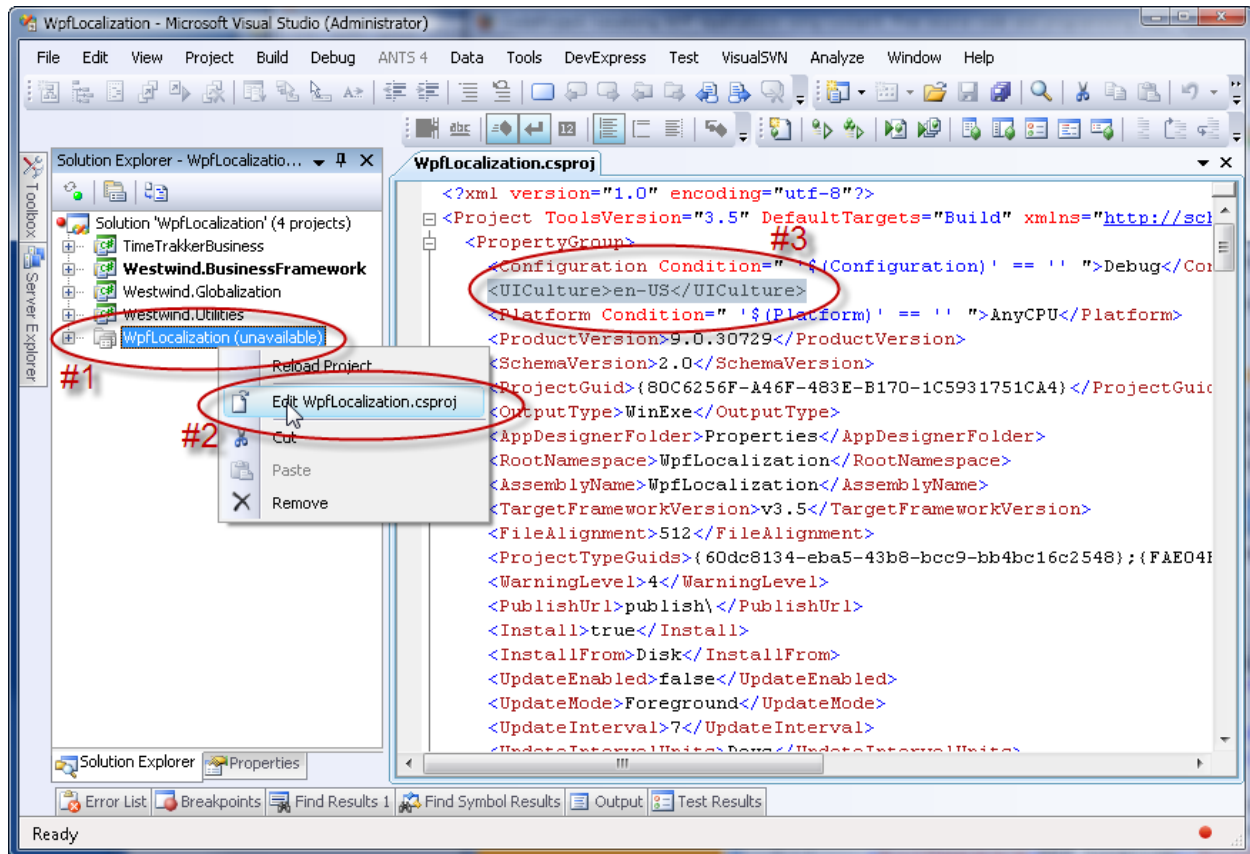 WpfLocalization - Microsoft Visual Studio (Administrator)
File Edit View Project Build Debug ANTS 4 Data Tools DevExpress Test VisualSVN Analyze Window Help
Solution Explorer - WpfLocalizatio...
WpfLocalization.csproj
Toolbox
Server Explorer
Solution 'WpfLocalization' (4 projects)
TimeTrakkerBusiness
Westwind.BusinessFramework
Westwind.Globalization
Westwind.Utilities
WpfLocalization (unavailable)
#1
Reload Project
Edit WpfLocalization.csproj
#2
Cut
Paste
Remove
<?xml version="1.0" encoding="utf-8"?>
<Project ToolsVersion="3.5" DefaultTargets="Build" xmlns="http://sch
<PropertyGroup>
#3
<Configuration Condition=" '$(Configuration)' == '' ">Debug</Con
<UICulture>en-US</UICulture>
<Platform Condition=" '$(Platform)' == '' ">AnyCPU</Platform>
<ProductVersion>9.0.30729</ProductVersion>
<SchemaVersion>2.0</SchemaVersion>
<ProjectGuid>{80C6256F-A46F-483E-B170-1C5931751CA4}</ProjectGuid
<OutputType>WinExe</OutputType>
<AppDesignerFolder>Properties</AppDesignerFolder>
<RootNamespace>WpfLocalization</RootNamespace>
<AssemblyName>WpfLocalization</AssemblyName>
<TargetFrameworkVersion>v3.5</TargetFrameworkVersion>
<FileAlignment>512</FileAlignment>
<ProjectTypeGuids>{60dc8134-eba5-43b8-bcc9-bb4bc16c2548};{FAE04
<WarningLevel>4</WarningLevel>
<PublishUrl>publish\</PublishUrl>
<Install>true</Install>
<InstallFrom>Disk</InstallFrom>
<UpdateEnabled>false</UpdateEnabled>
<UpdateMode>Foreground</UpdateMode>
<UpdateInterval>7</UpdateInterval>
<UpdateIntervalUnits>Days</UpdateIntervalUnits>
Solution Explorer Properties
Error List Breakpoints Find Results 1 Find Symbol Results Output Test Results
Ready